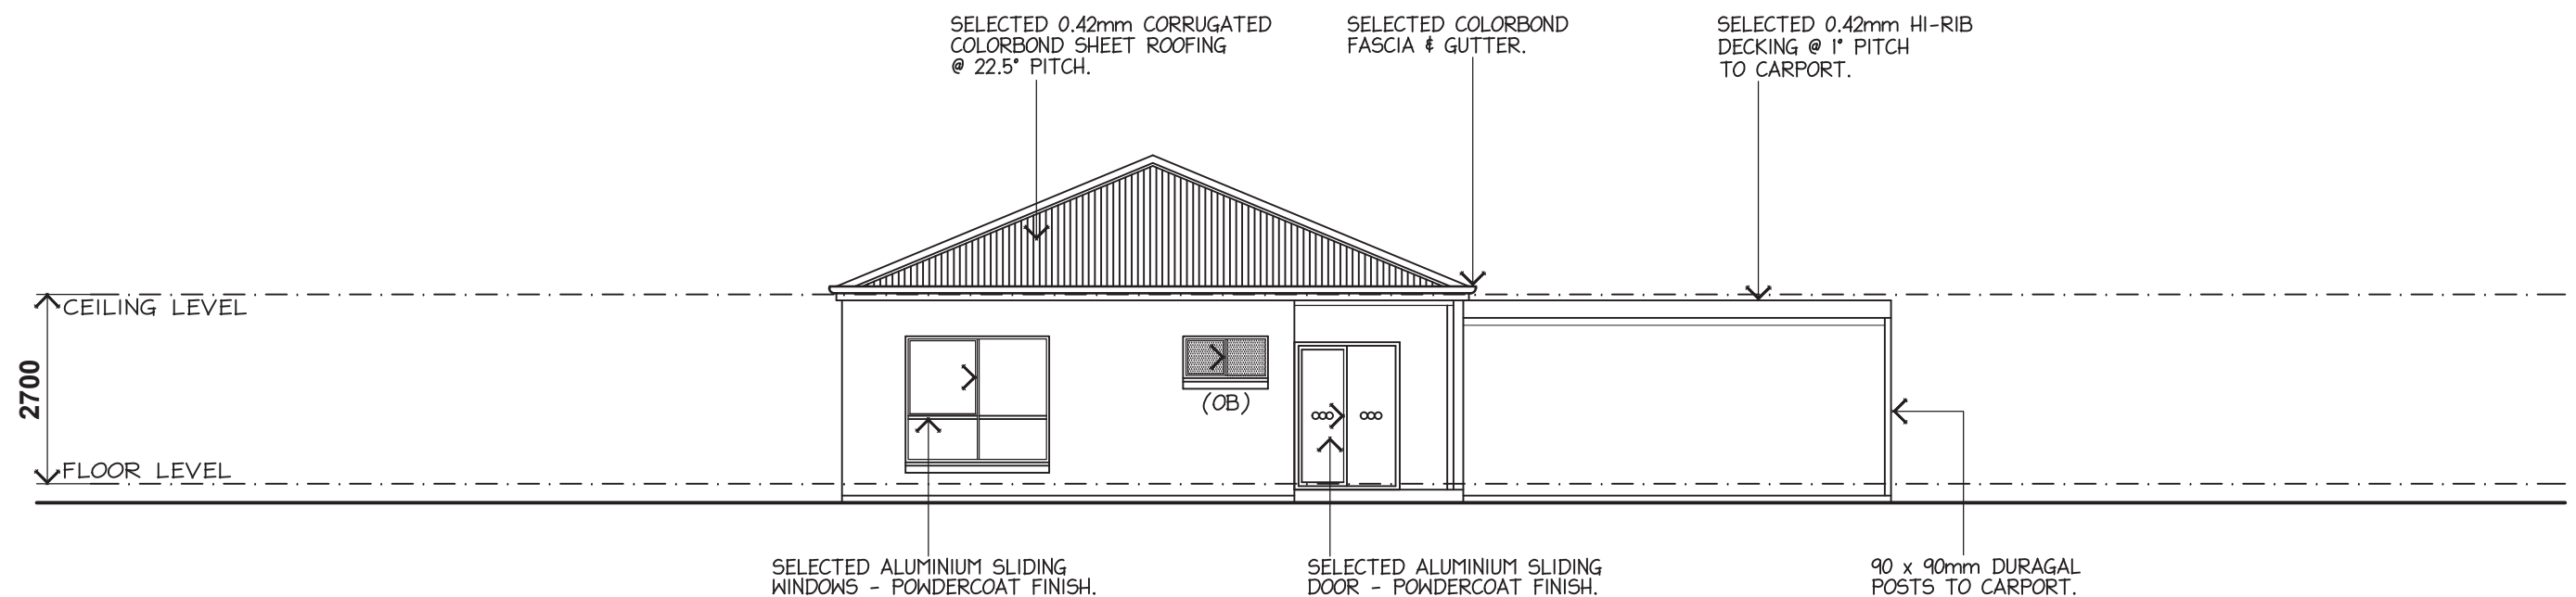 SELECTED 0.42mm CORRUGATED
COLORBOND SHEET ROOFING
@ 22.5° PITCH.
SELECTED COLORBOND
FASCIA & GUTTER.
SELECTED 0.42mm HI-RIB
DECKING @ 1° PITCH
TO CARPORT.
CEILING LEVEL
2700
(OB)
FLOOR LEVEL
SELECTED ALUMINIUM SLIDING
WINDOWS - POWDERCOAT FINISH.
SELECTED ALUMINIUM SLIDING
DOOR - POWDERCOAT FINISH.
90 x 90mm DURAGAL
POSTS TO CARPORT.